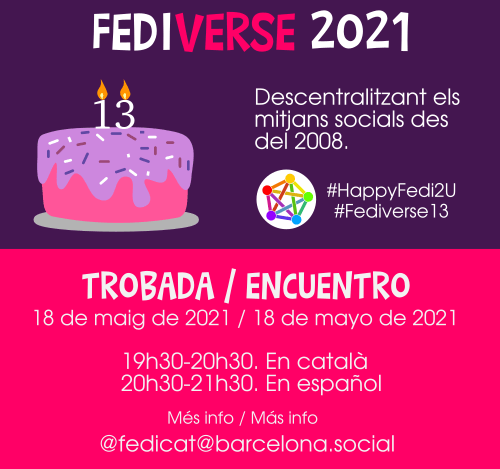 FEDIVERSE 2021
13
Descentralitzant els
mitjans socials des
del 2008.
#HappyFedi2U
#Fediverse13
TROBADA / ENCUENTRO
18 de maig de 2021 / 18 de mayo de 2021
19h30-20h30. En català
20h30-21h30. En español
Més info / Más info
@fedicat@barcelona.social